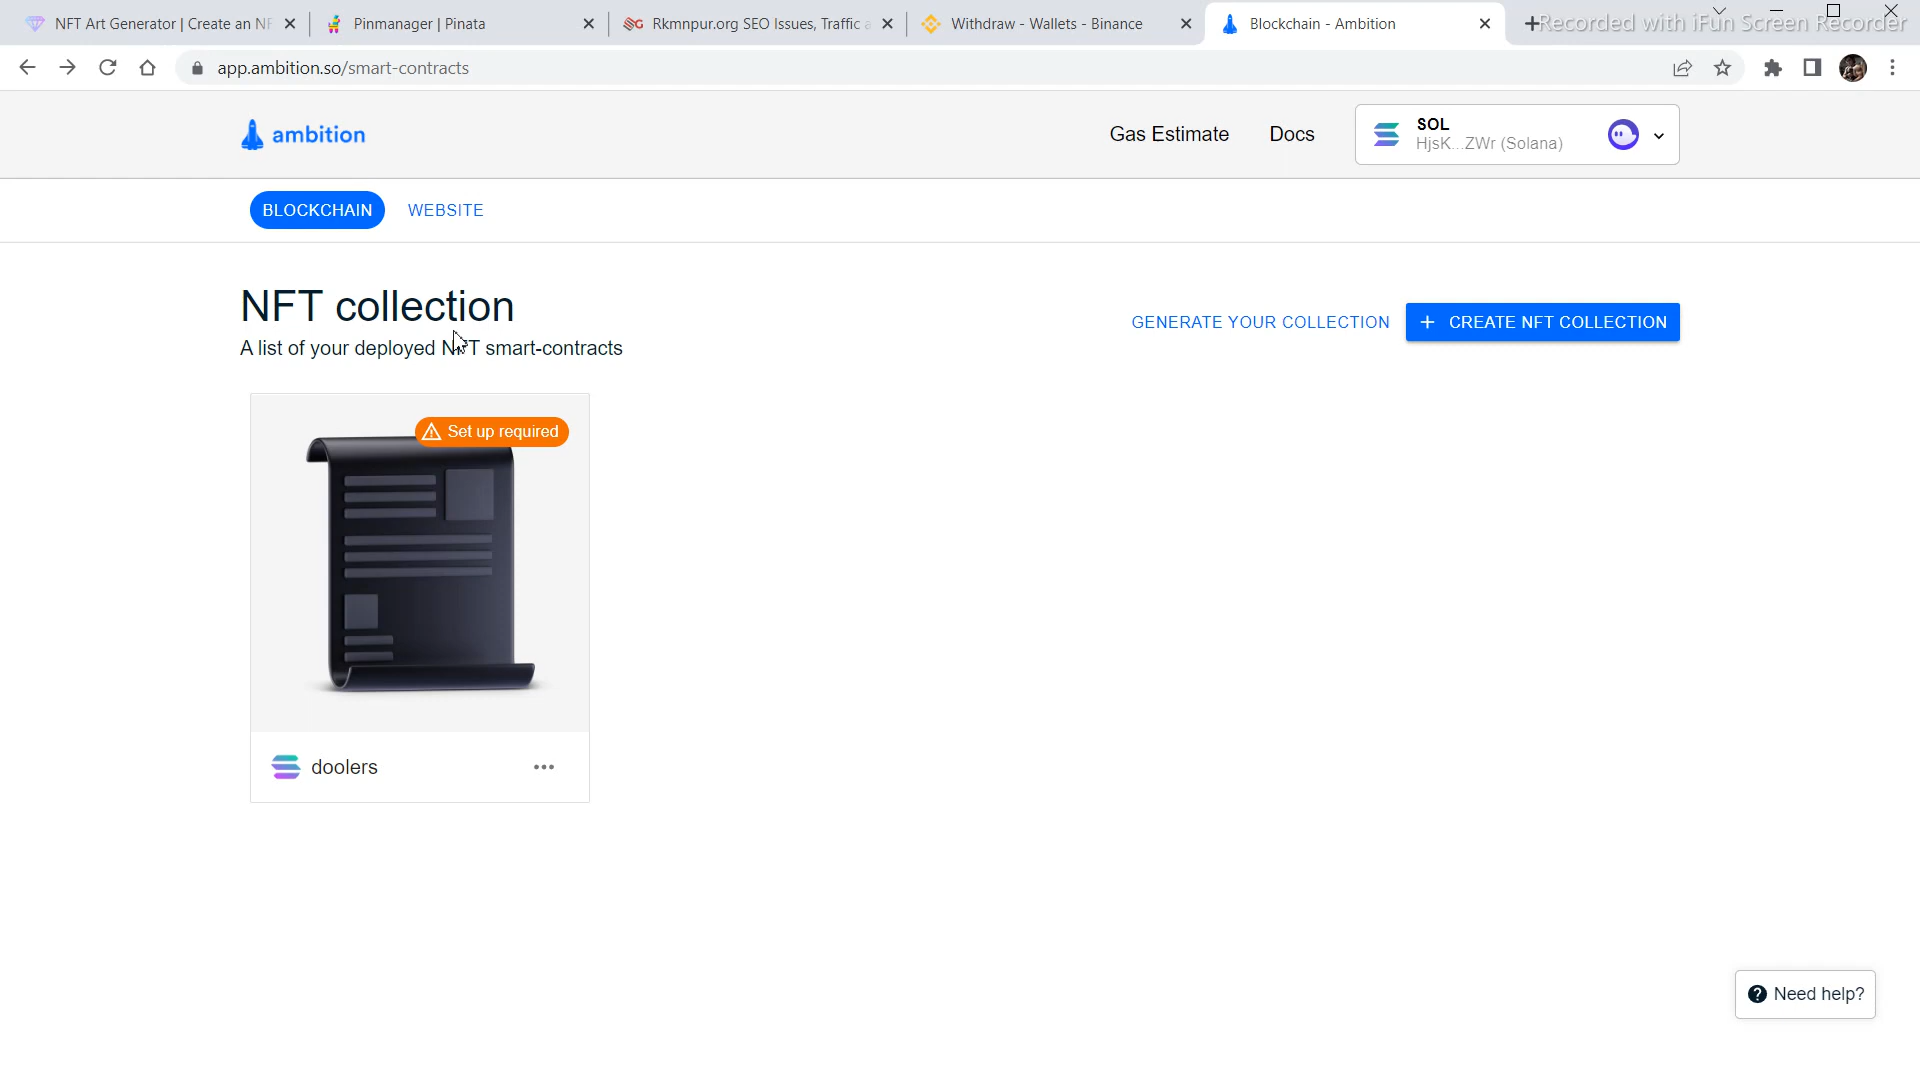 NFT Art Generator | Create an NF
Pinmanager | Pinata
Rkmnpur.org SEO Issues, Traffic a
Withdraw - Wallets - Binance
Blockchain - Ambition
Recorded with iFun Screen Recorder
app.ambition.so/smart-contracts
ambition
Gas Estimate
Docs
SOL
HjsK...ZWr (Solana)
BLOCKCHAIN
WEBSITE
NFT collection
A list of your deployed NFT smart-contracts
GENERATE YOUR COLLECTION
+ CREATE NFT COLLECTION
Set up required
doolers
Need help?